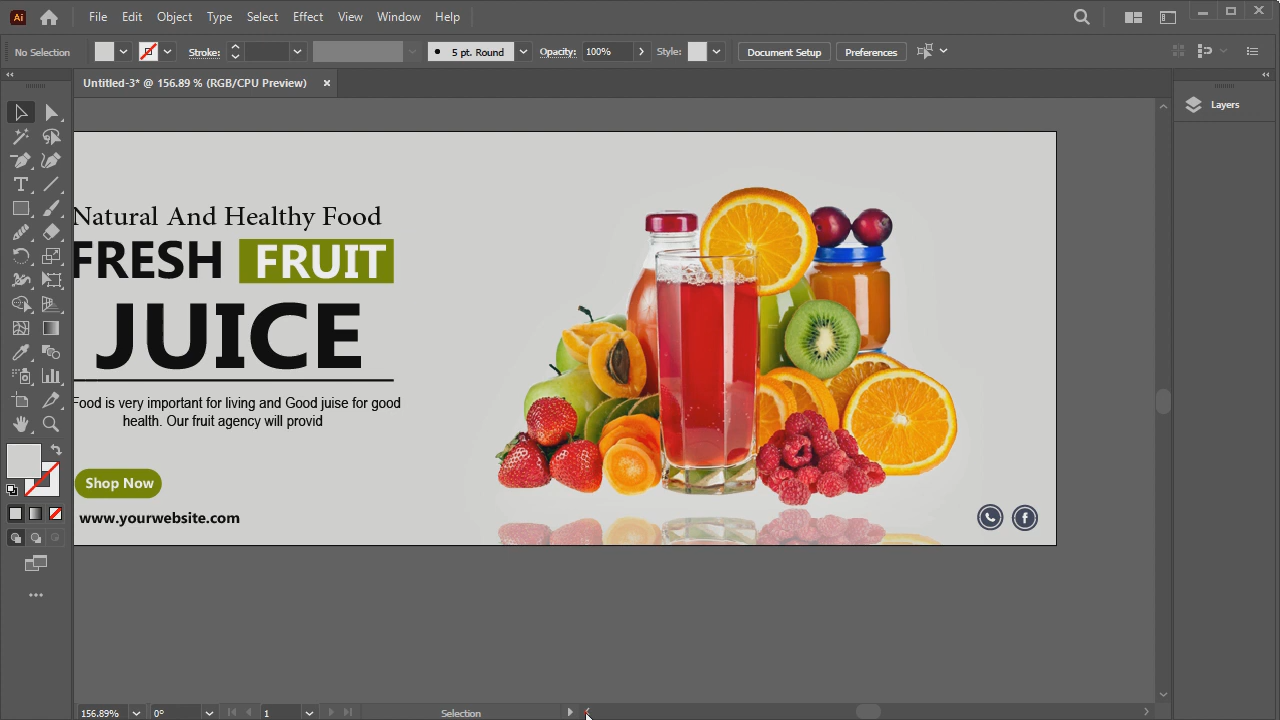 Ai File Edit Object Type Select Effect View Window Help
No Selection Stroke: 5 pt. Round Opacity: 100% Style: Document Setup Preferences
Untitled-3* @ 156.89 % (RGB/CPU Preview)
Layers
Natural And Healthy Food
FRESH FRUIT
JUICE
Food is very important for living and Good juise for good
health. Our fruit agency will provid
Shop Now
www.yourwebsite.com
156.89% 0° 1 Selection